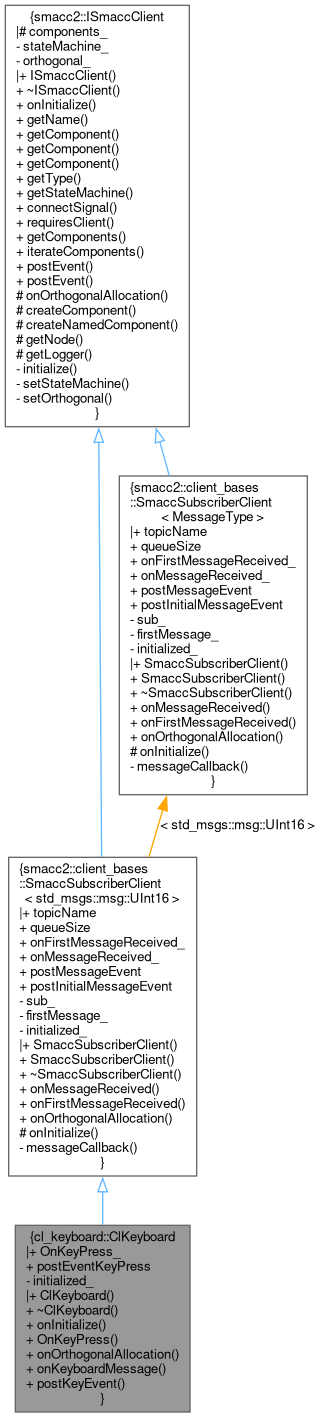 {smacc2::ISmaccClient
|# components_
- stateMachine_
- orthogonal_
|+ ISmaccClient()
+ ~ISmaccClient()
+ onInitialize()
+ getName()
+ getComponent()
+ getComponent()
+ getComponent()
+ getType()
+ getStateMachine()
+ connectSignal()
+ requiresClient()
+ getComponents()
+ iterateComponents()
+ postEvent()
+ postEvent()
# onOrthogonalAllocation()
# createComponent()
# createNamedComponent()
# getNode()
# getLogger()
- initialize()
- setStateMachine()
- setOrthogonal()
}
{smacc2::client_bases
::SmaccSubscriberClient
< MessageType >
|+ topicName
+ queueSize
+ onFirstMessageReceived_
+ onMessageReceived_
+ postMessageEvent
+ postInitialMessageEvent
- sub_
- firstMessage_
- initialized_
|+ SmaccSubscriberClient()
+ SmaccSubscriberClient()
+ ~SmaccSubscriberClient()
+ onMessageReceived()
+ onFirstMessageReceived()
+ onOrthogonalAllocation()
# onInitialize()
- messageCallback()
}
< std_msgs::msg::UInt16 >
{smacc2::client_bases
::SmaccSubscriberClient
< std_msgs::msg::UInt16 >
|+ topicName
+ queueSize
+ onFirstMessageReceived_
+ onMessageReceived_
+ postMessageEvent
+ postInitialMessageEvent
- sub_
- firstMessage_
- initialized_
|+ SmaccSubscriberClient()
+ SmaccSubscriberClient()
+ ~SmaccSubscriberClient()
+ onMessageReceived()
+ onFirstMessageReceived()
+ onOrthogonalAllocation()
# onInitialize()
- messageCallback()
}
{cl_keyboard::ClKeyboard
|+ OnKeyPress_
+ postEventKeyPress
- initialized_
|+ ClKeyboard()
+ ~ClKeyboard()
+ onInitialize()
+ OnKeyPress()
+ onOrthogonalAllocation()
+ onKeyboardMessage()
+ postKeyEvent()
}